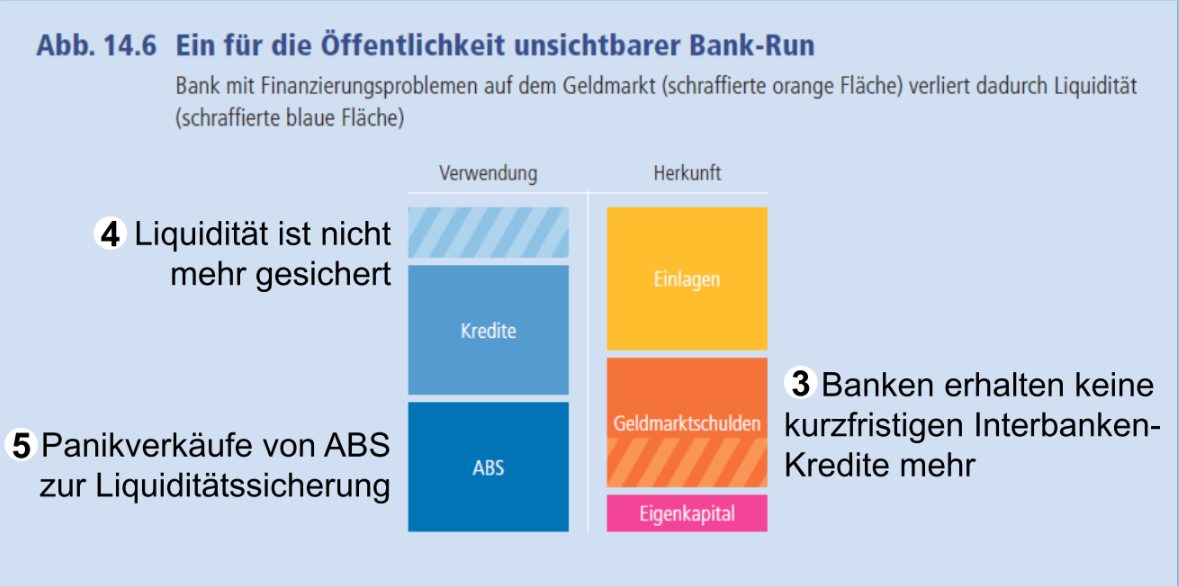 Abb. 14.6 Ein für die Öffentlichkeit unsichtbarer Bank-Run
Bank mit Finanzierungsproblemen auf dem Geldmarkt (schraffierte orange Fläche) verliert dadurch Liquidität
(schraffierte blaue Fläche)
Verwendung
Herkunft
4 Liquidität ist nicht
mehr gesichert
Kredite
5 Panikverkäufe von ABS
zur Liquiditätssicherung
ABS
Einlagen
Geldmarktschulden
Eigenkapital
3 Banken erhalten keine
kurzfristigen Interbanken-
Kredite mehr